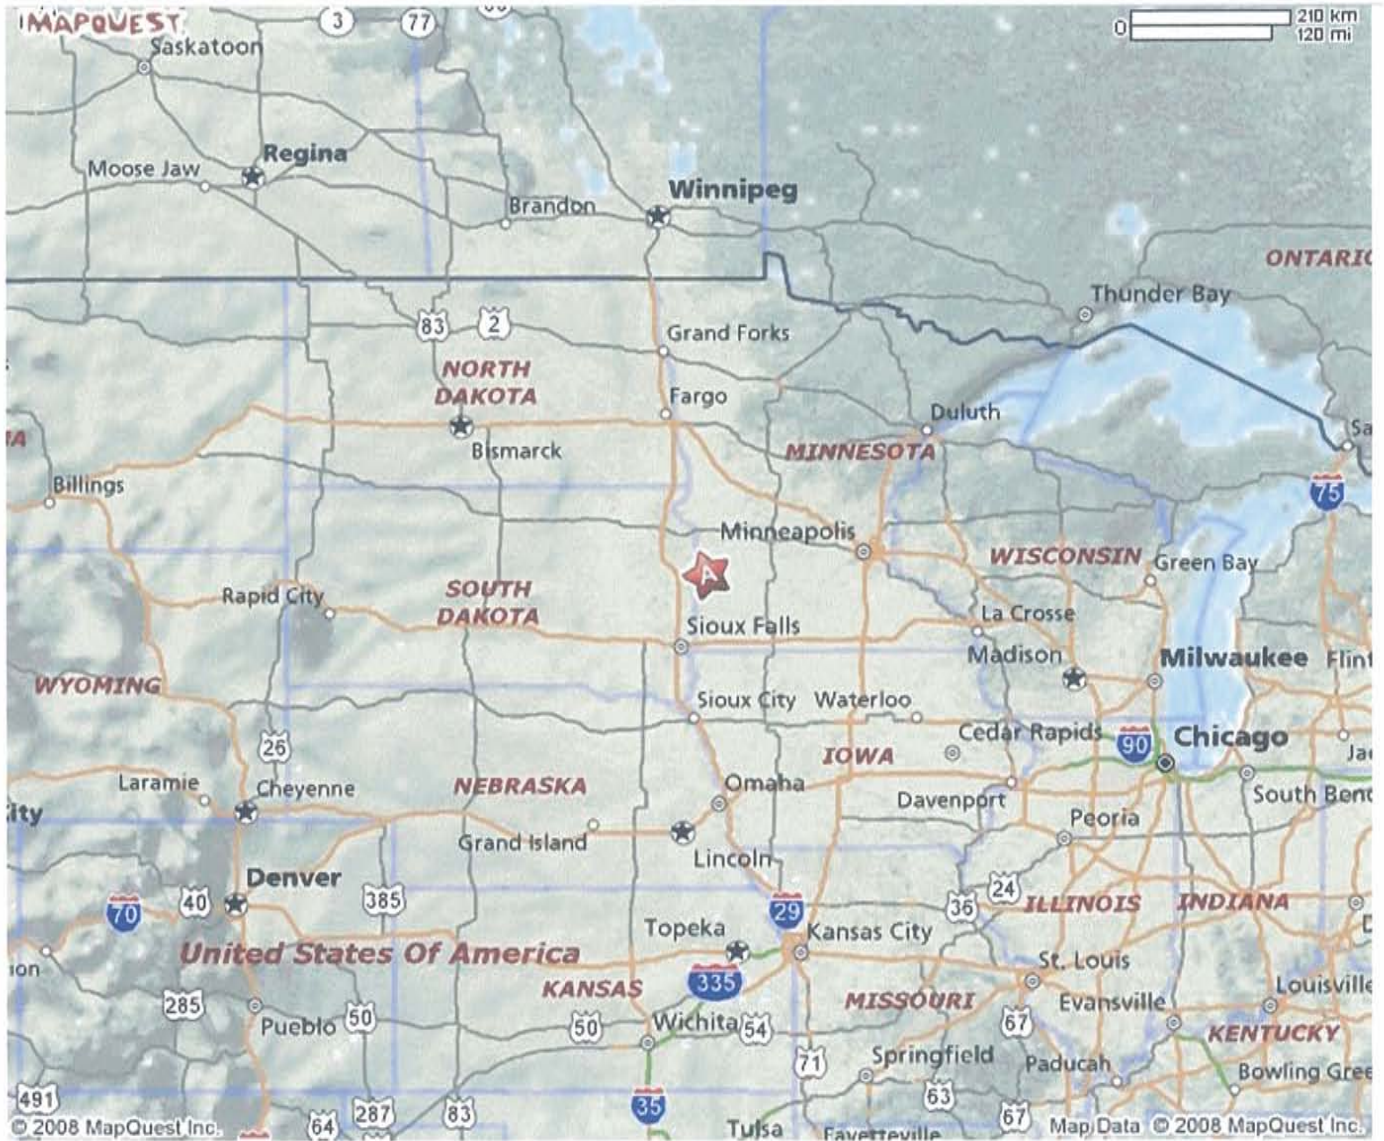 MAPQUEST
3
77
210 km
0
120 mi
Saskatoon
Regina
Moose Jaw
Winnipeg
Brandon
ONTARIO
Thunder Bay
83
2
Grand Forks
NORTH
DAKOTA
Fargo
Duluth
Sa
Bismarck
MINNESOTA
Billings
75
Minneapolis
WISCONSIN
Green Bay
A
Rapid City
SOUTH
DAKOTA
La Crosse
Sioux Falls
Madison
Milwaukee
Flint
WYOMING
Sioux City
Waterloo
26
Cedar Rapids
90
Chicago
IOWA
Ja
Laramie
Cheyenne
NEBRASKA
Omaha
Davenport
South Bend
City
Grand Island
Peoria
Lincoln
Denver
70
40
385
29
36
24
ILLINOIS
INDIANA
Topeka
Kansas City
United States Of America
335
St. Louis
ion
KANSAS
MISSOURI
Evansville
Louisville
285
Pueblo
50
50
Wichita
54
67
KENTUCKY
71
Springfield
Paducah
Bowling Gree
491
287
83
35
63
67
© 2008 MapQuest Inc.
64
Tulsa
Fayetteville
Map Data © 2008 MapQuest Inc.